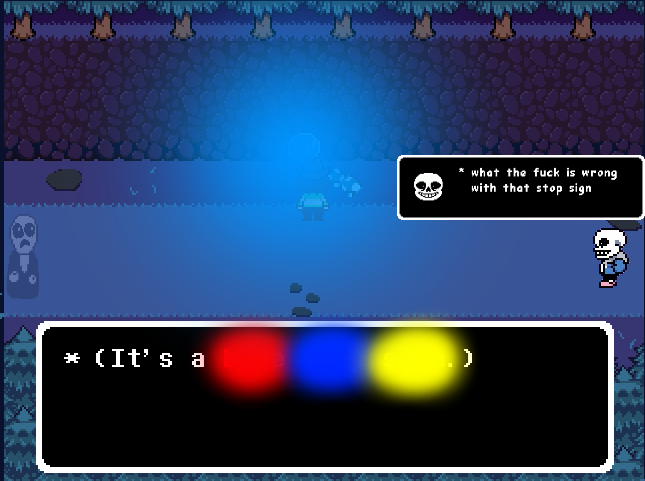 * what the fuck is wrong
with that stop sign
* (It's a .)